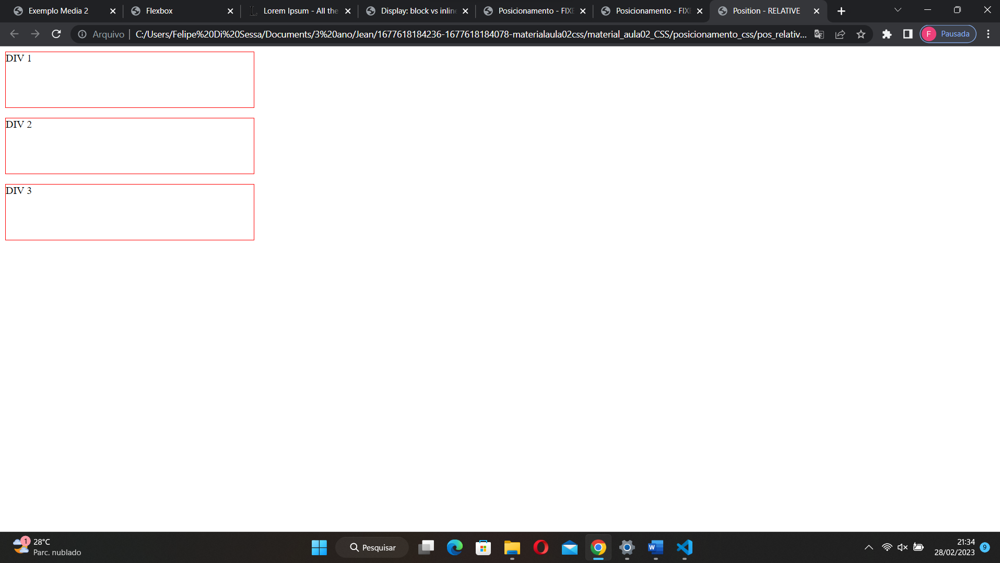 Exemplo Media 2
Flexbox
Lorem Ipsum - All the
Display: block vs inline
Posicionamento - FIXE
Posicionamento - FIXE
Position - RELATIVE
Arquivo
C:/Users/Felipe%20Di%20Sessa/Documents/3%20ano/Jean/1677618184236-1677618184078-materialaula02css/material_aula02_CSS/posicionamento_css/pos_relativ...
F
Pausada
DIV 1
DIV 2
DIV 3
1
28°C
Parc. nublado
Pesquisar
21:34
28/02/2023
9